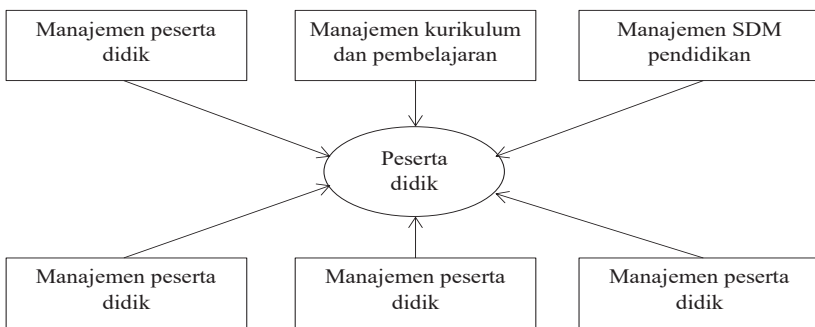 Manajemen peserta
didik
Manajemen kurikulum
dan pembelajaran
Manajemen SDM
pendidikan
Peserta
didik
Manajemen peserta
didik
Manajemen peserta
didik
Manajemen peserta
didik